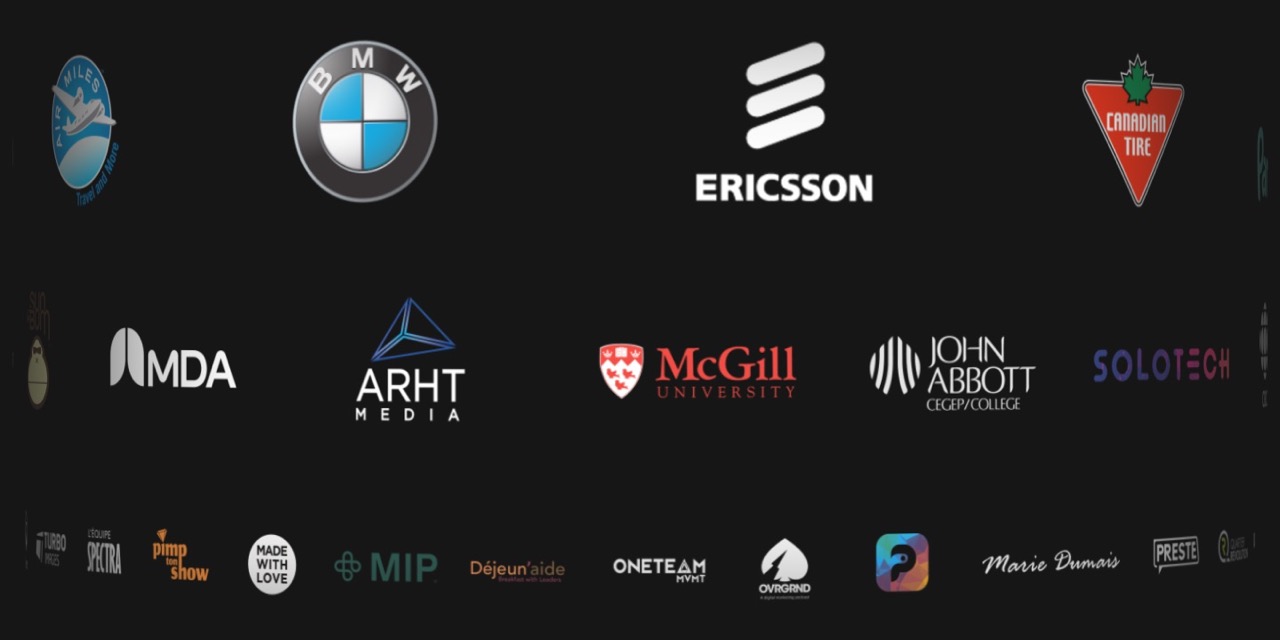 AIR MILES
Travel and More
BMW
ERICSSON
CANADIAN
TIRE
MDA
ARHT
MEDIA
McGill
UNIVERSITY
JOHN
ABBOTT
CEGEP/COLLEGE
SOLOTECH
TURBO
L'ÉQUIPE
SPECTRA
pimp
ton
show
MADE
WITH
LOVE
MIP
Déjeun'aide
Breakfast with Leaders
ONETEAM
MVMT
OVRGRND
P
Marie Dumais
PRESTE